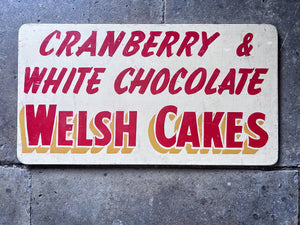 CRANBERRY &
WHITE CHOCOLATE
WELSH CAKES